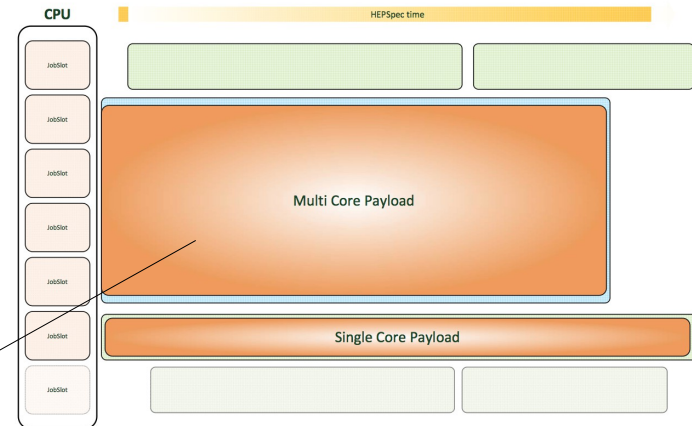 CPU
HEPSpec time
JobSlot
JobSlot
JobSlot
Multi Core Payload
JobSlot
JobSlot
JobSlot
Single Core Payload
JobSlot